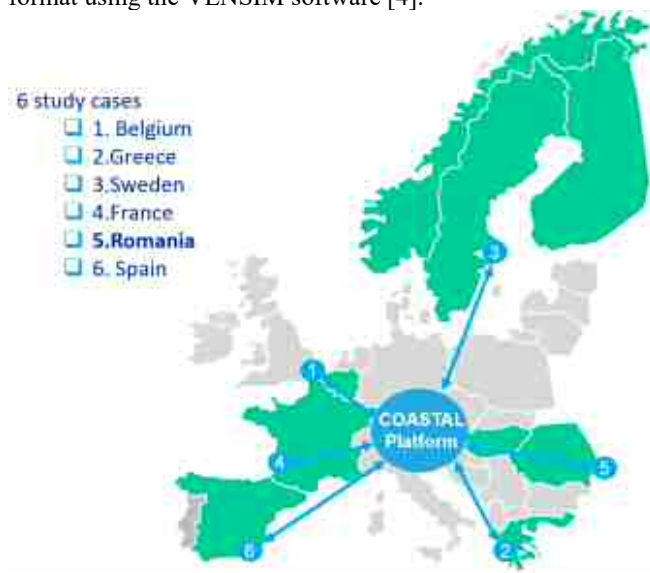 format using the VENSIM software [4].
6 study cases
1. Belgium
2.Greece
3.Sweden
4.France
5.Romania
6. Spain
3
1
COASTAL
Platform
4
5
6
2